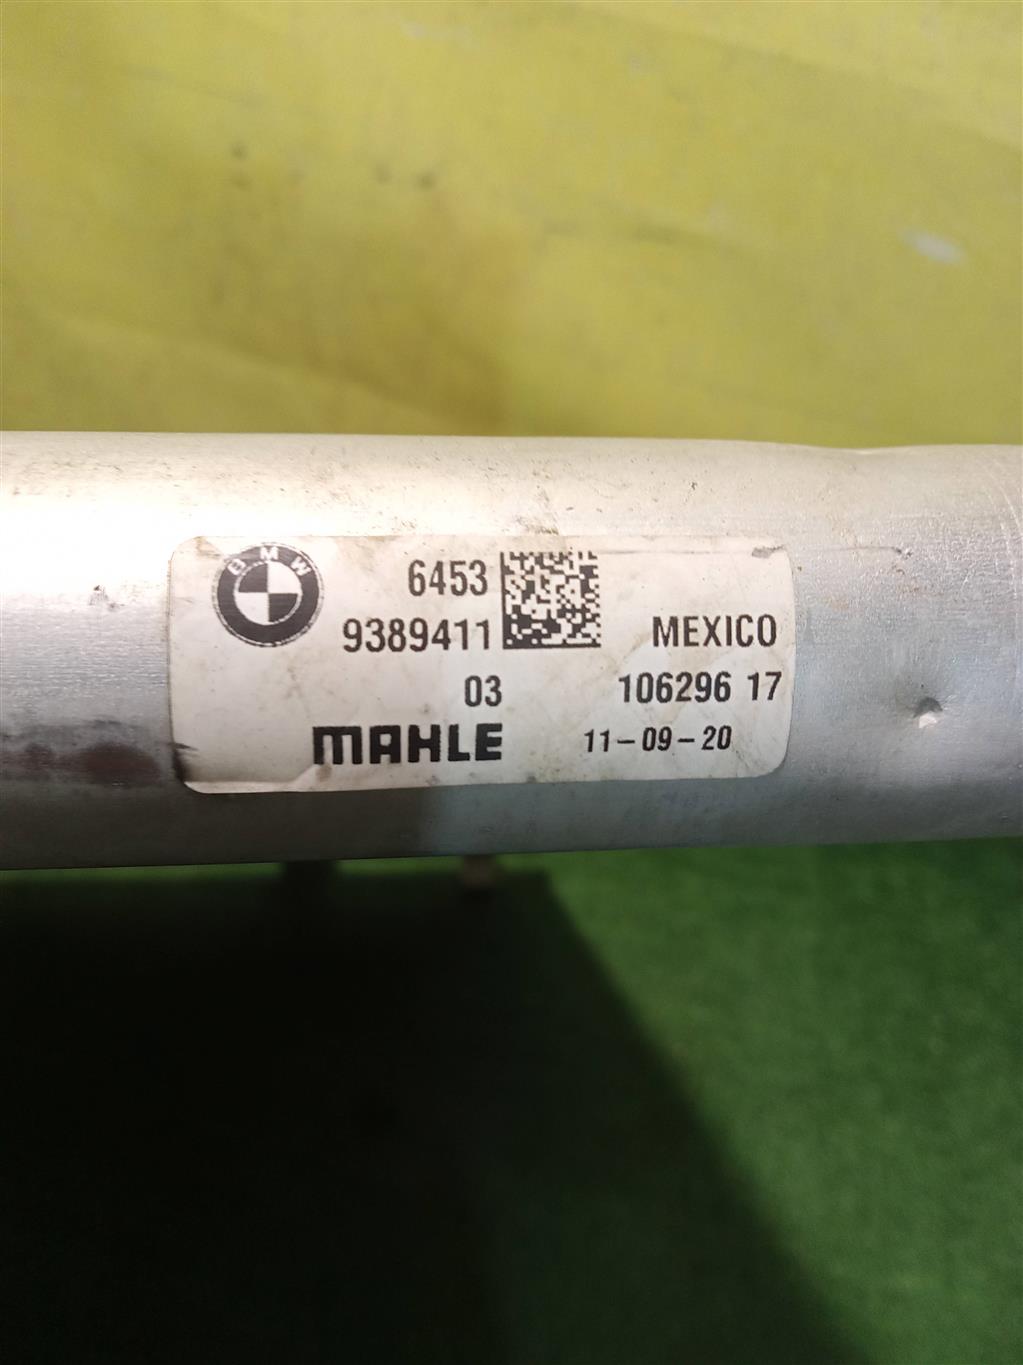 BMW
6453
9389411
MEXICO
03
106296 17
MAHLE
11-09-20